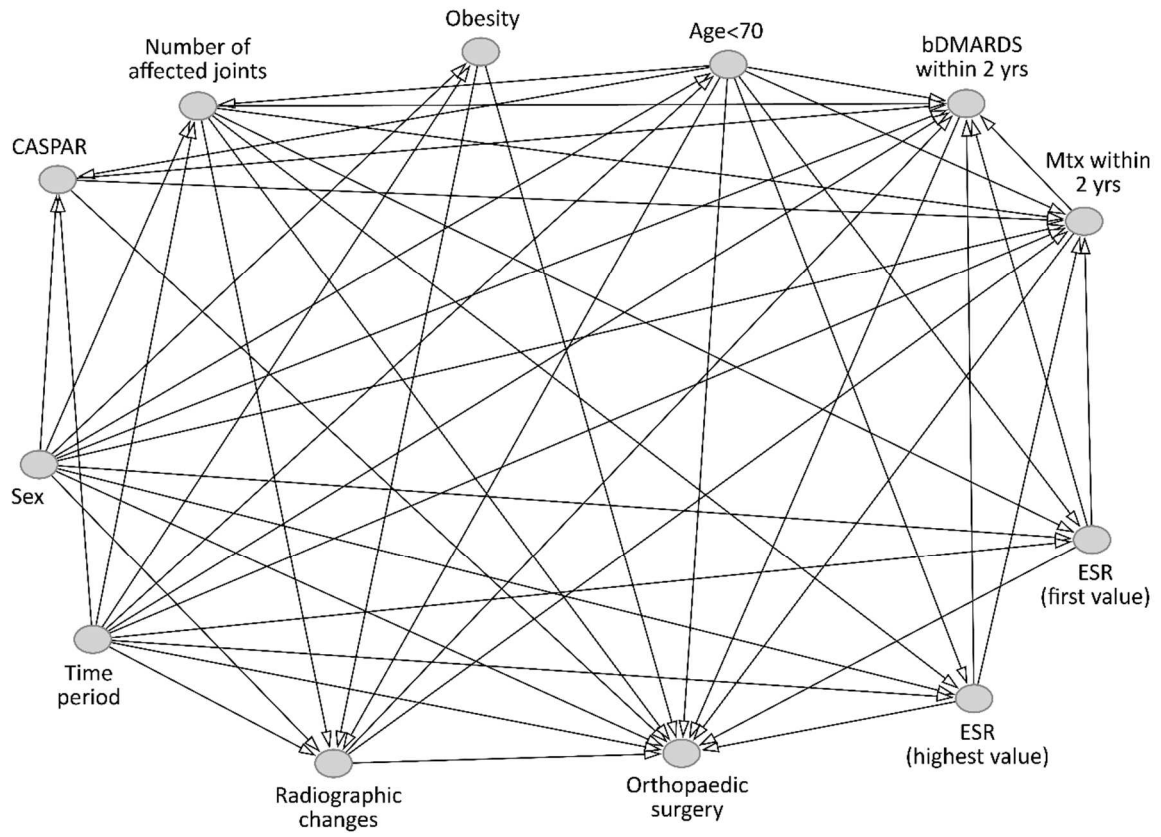 Obesity
Age<70
Number of
affected joints
bDMARDS
within 2 yrs
CASPAR
Mtx within
2 yrs
Sex
ESR
(first value)
Time
period
ESR
(highest value)
Radiographic
changes
Orthopaedic
surgery